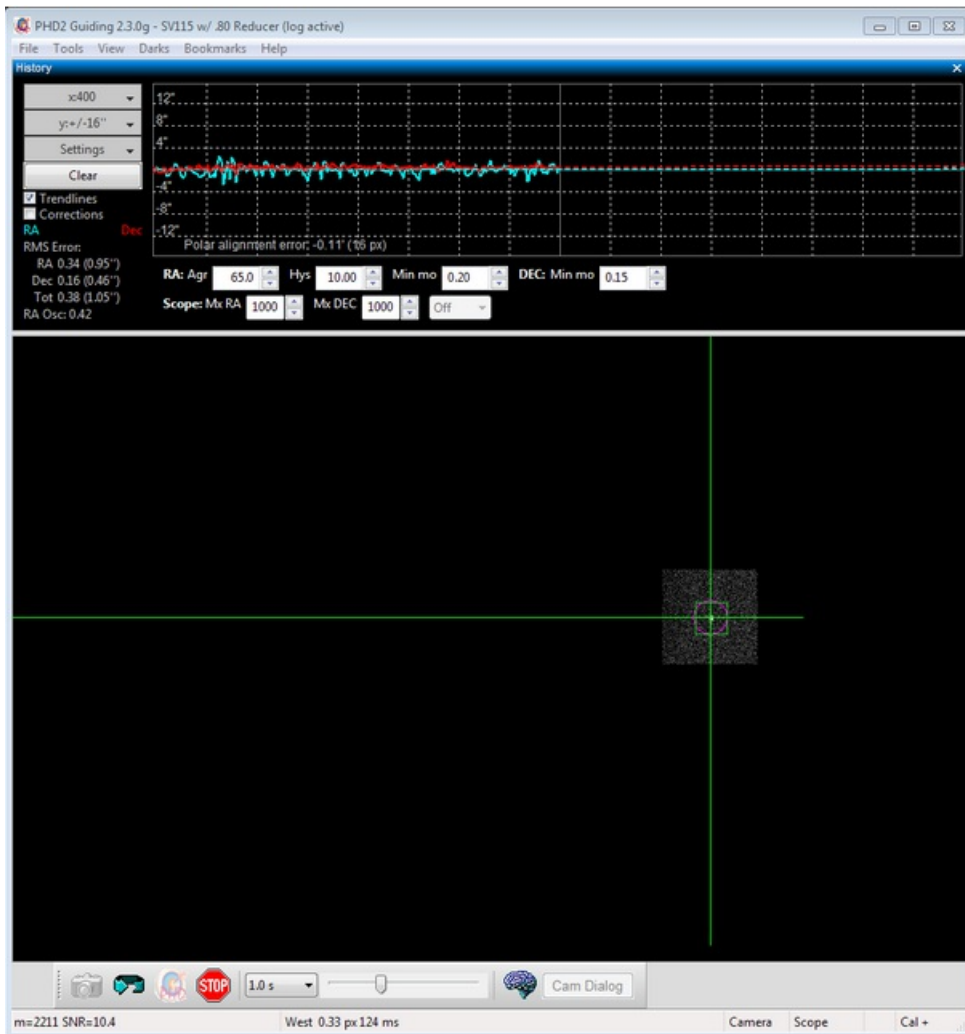 PHD2 Guiding 2.3.0g - SV115 w/ .80 Reducer (log active)
File Tools View Darks Bookmarks Help
History
x:400
y:+/-16"
Settings
Clear
Trendlines
Corrections
RA Dec
RMS Error:
RA 0.34 (0.95")
Dec 0.16 (0.46")
Tot 0.38 (1.05")
RA Osc: 0.42
12"
8"
4"
-4"
-8"
-12"
Polar alignment error: -0.11' (16 px)
RA: Agr 65.0 Hys 10.00 Min mo 0.20 DEC: Min mo 0.15
Scope: Mx RA 1000 Mx DEC 1000 Off
STOP 1.0 s Cam Dialog
m=2211 SNR=10.4 West 0.33 px 124 ms Camera Scope Cal +